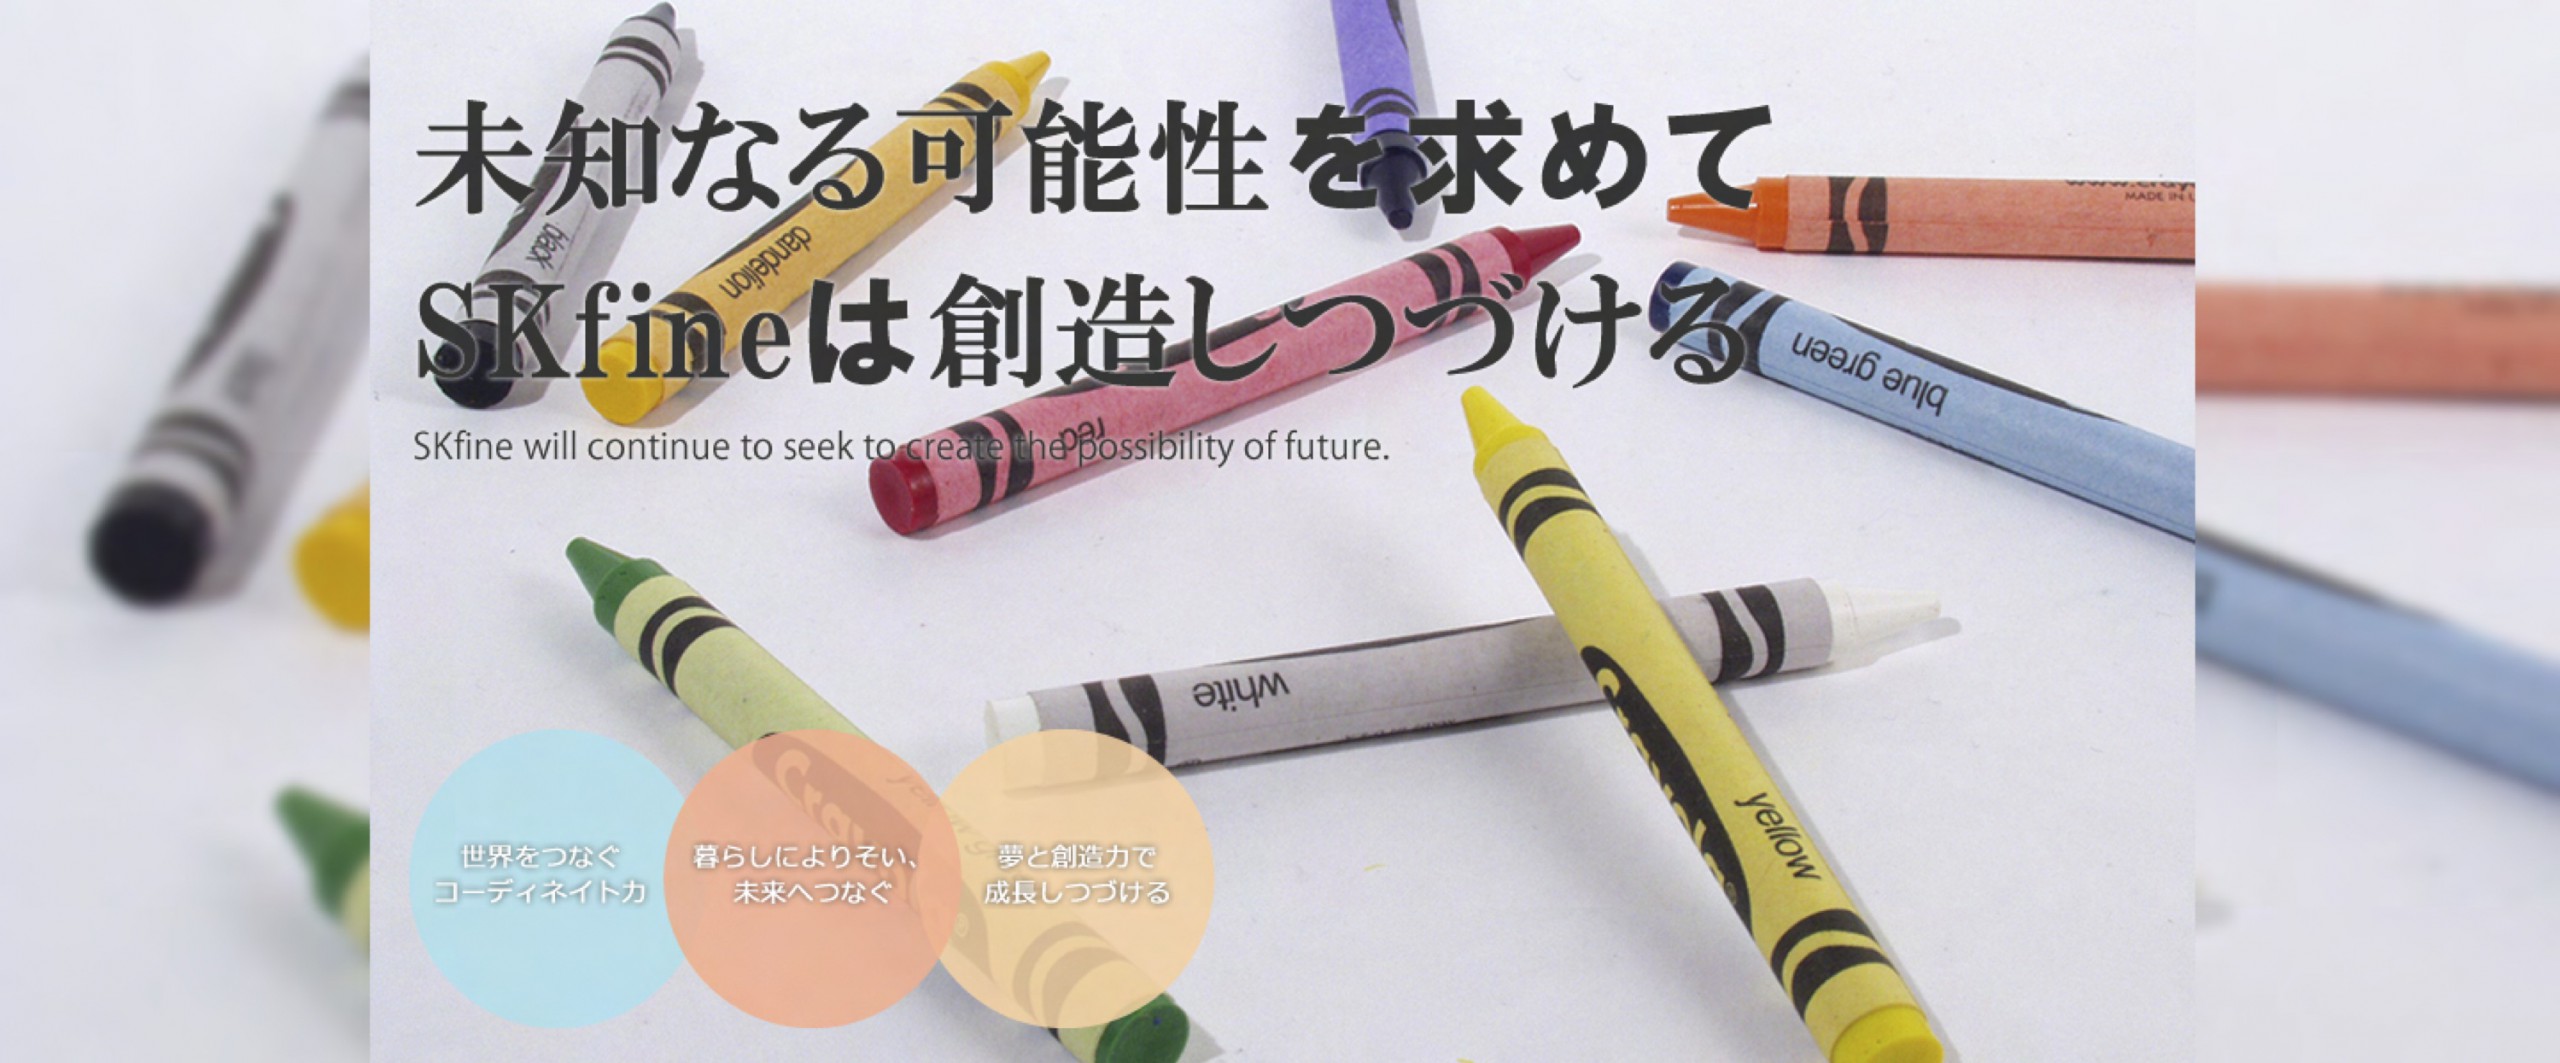 未知なる可能性を求めて
SKfineは創造しつづける
SKfine will continue to seek to create the possibility of future.
black
dandelion
red
blue green
MADE IN U
white
yellow
Crayola
世界をつなぐ
コーディネイト力
暮らしによりそい、
未来へつなぐ
夢と創造力で
成長しつづける